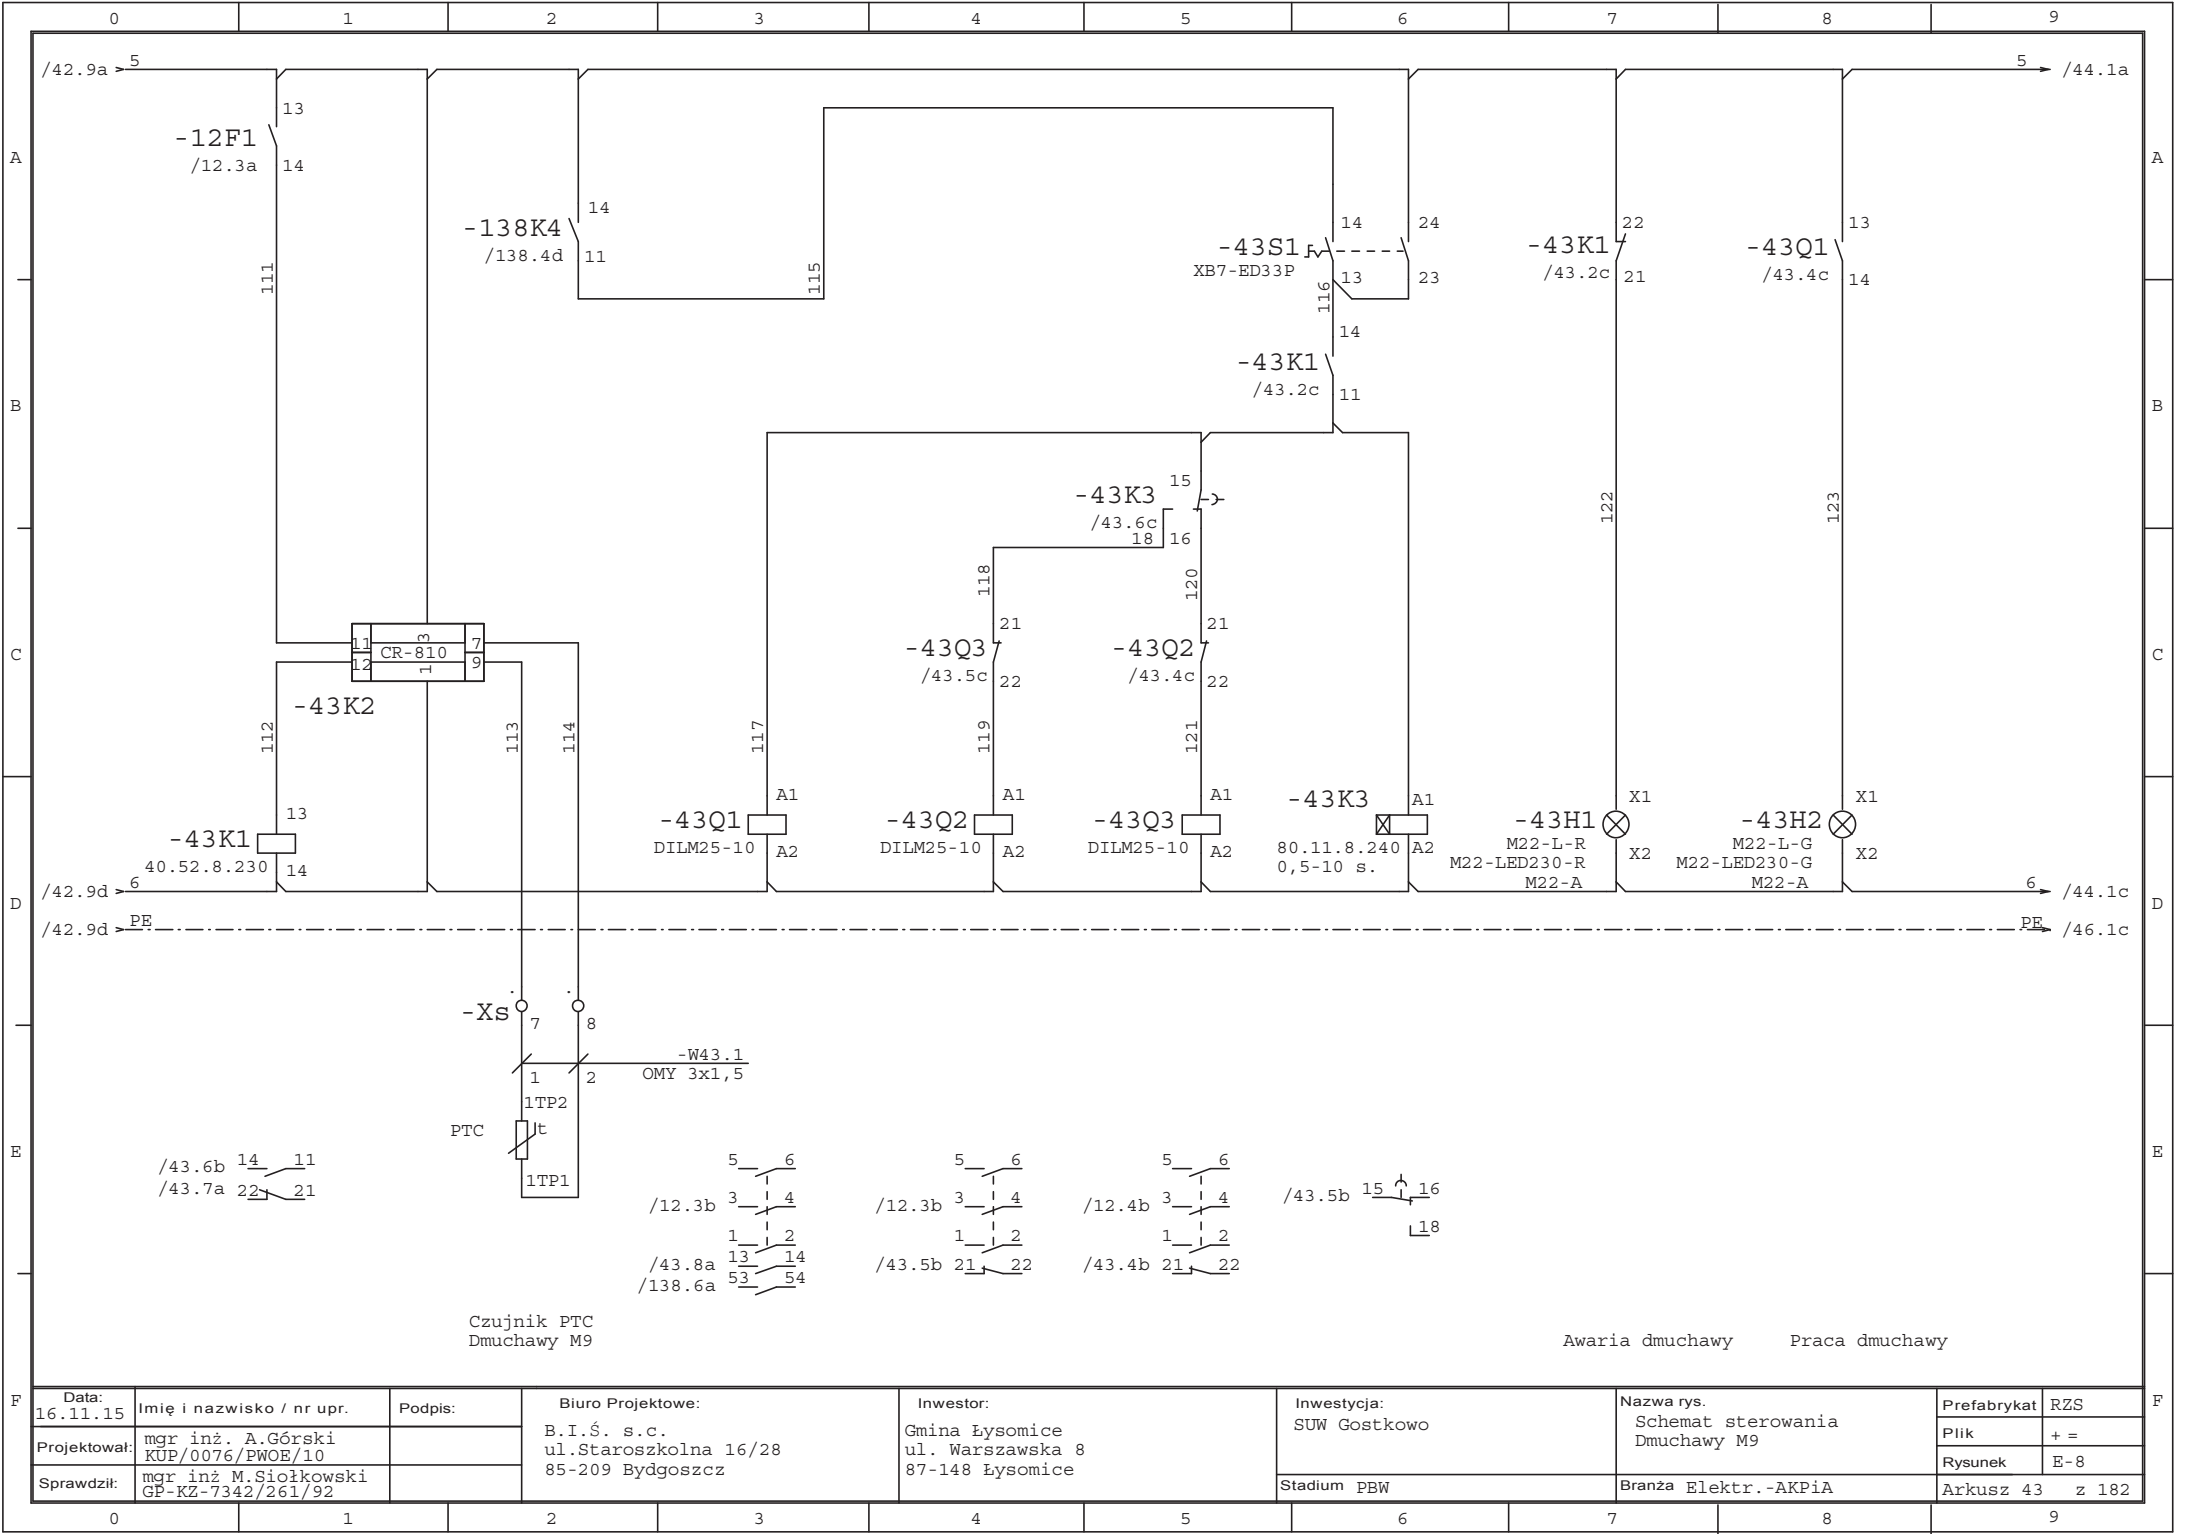 0 1 2 3 4 5 6 7 8 9
/42.9a 5
5 /44.1a
A
A
13
-12F1
/12.3a 14
111
14
-138K4
/138.4d 11
115
14
24
-43S1
XB7-ED33P
13
23
116
22
-43K1
/43.2c
21
13
-43Q1
/43.4c
14
B
B
14
-43K1
/43.2c
11
15
-43K3
/43.6c
18 16
118
120
122
123
C
C
11 3 7
CR-810
12 1 9
-43K2
21
-43Q3
/43.5c
22
21
-43Q2
/43.4c
22
112
113
114
117
119
121
13
-43K1
40.52.8.230
14
A1
-43Q1
DILM25-10 A2
A1
-43Q2
DILM25-10 A2
A1
-43Q3
DILM25-10 A2
-43K3 A1
80.11.8.240 A2
0,5-10 s.
X1
-43H1
M22-L-R
X2
M22-LED230-R
M22-A
X1
-43H2
M22-L-G
X2
M22-LED230-G
M22-A
/42.9d 6
6 /44.1c
D
D
/42.9d PE
PE /46.1c
-Xs
7
8
-W43.1
OMY 3x1,5
1
2
1TP2
PTC
t
1TP1
E
E
/43.6b 14 11
/43.7a 22 21
5 6
/12.3b 3 4
1 2
/43.8a 13 14
/138.6a 53 54
5 6
/12.3b 3 4
1 2
/43.5b 21 22
5 6
/12.4b 3 4
1 2
/43.4b 21 22
/43.5b 15 16
18
Czujnik PTC
Dmuchawy M9
Awaria dmuchawy
Praca dmuchawy
F
F
Data:
16.11.15
Imię i nazwisko / nr upr.
Podpis:
Projektował:
mgr inż. A.Górski
KUP/0076/PWOE/10
Sprawdził:
mgr inż M.Siołkowski
GP-KZ-7342/261/92
Biuro Projektowe:
B.I.Ś. s.c.
ul.Staroszkolna 16/28
85-209 Bydgoszcz
Inwestor:
Gmina Łysomice
ul. Warszawska 8
87-148 Łysomice
Inwestycja:
SUW Gostkowo
Stadium PBW
Nazwa rys.
Schemat sterowania
Dmuchawy M9
Branża Elektr.-AKPiA
Prefabrykat RZS
Plik + =
Rysunek E-8
Arkusz 43 z 182
0 1 2 3 4 5 6 7 8 9